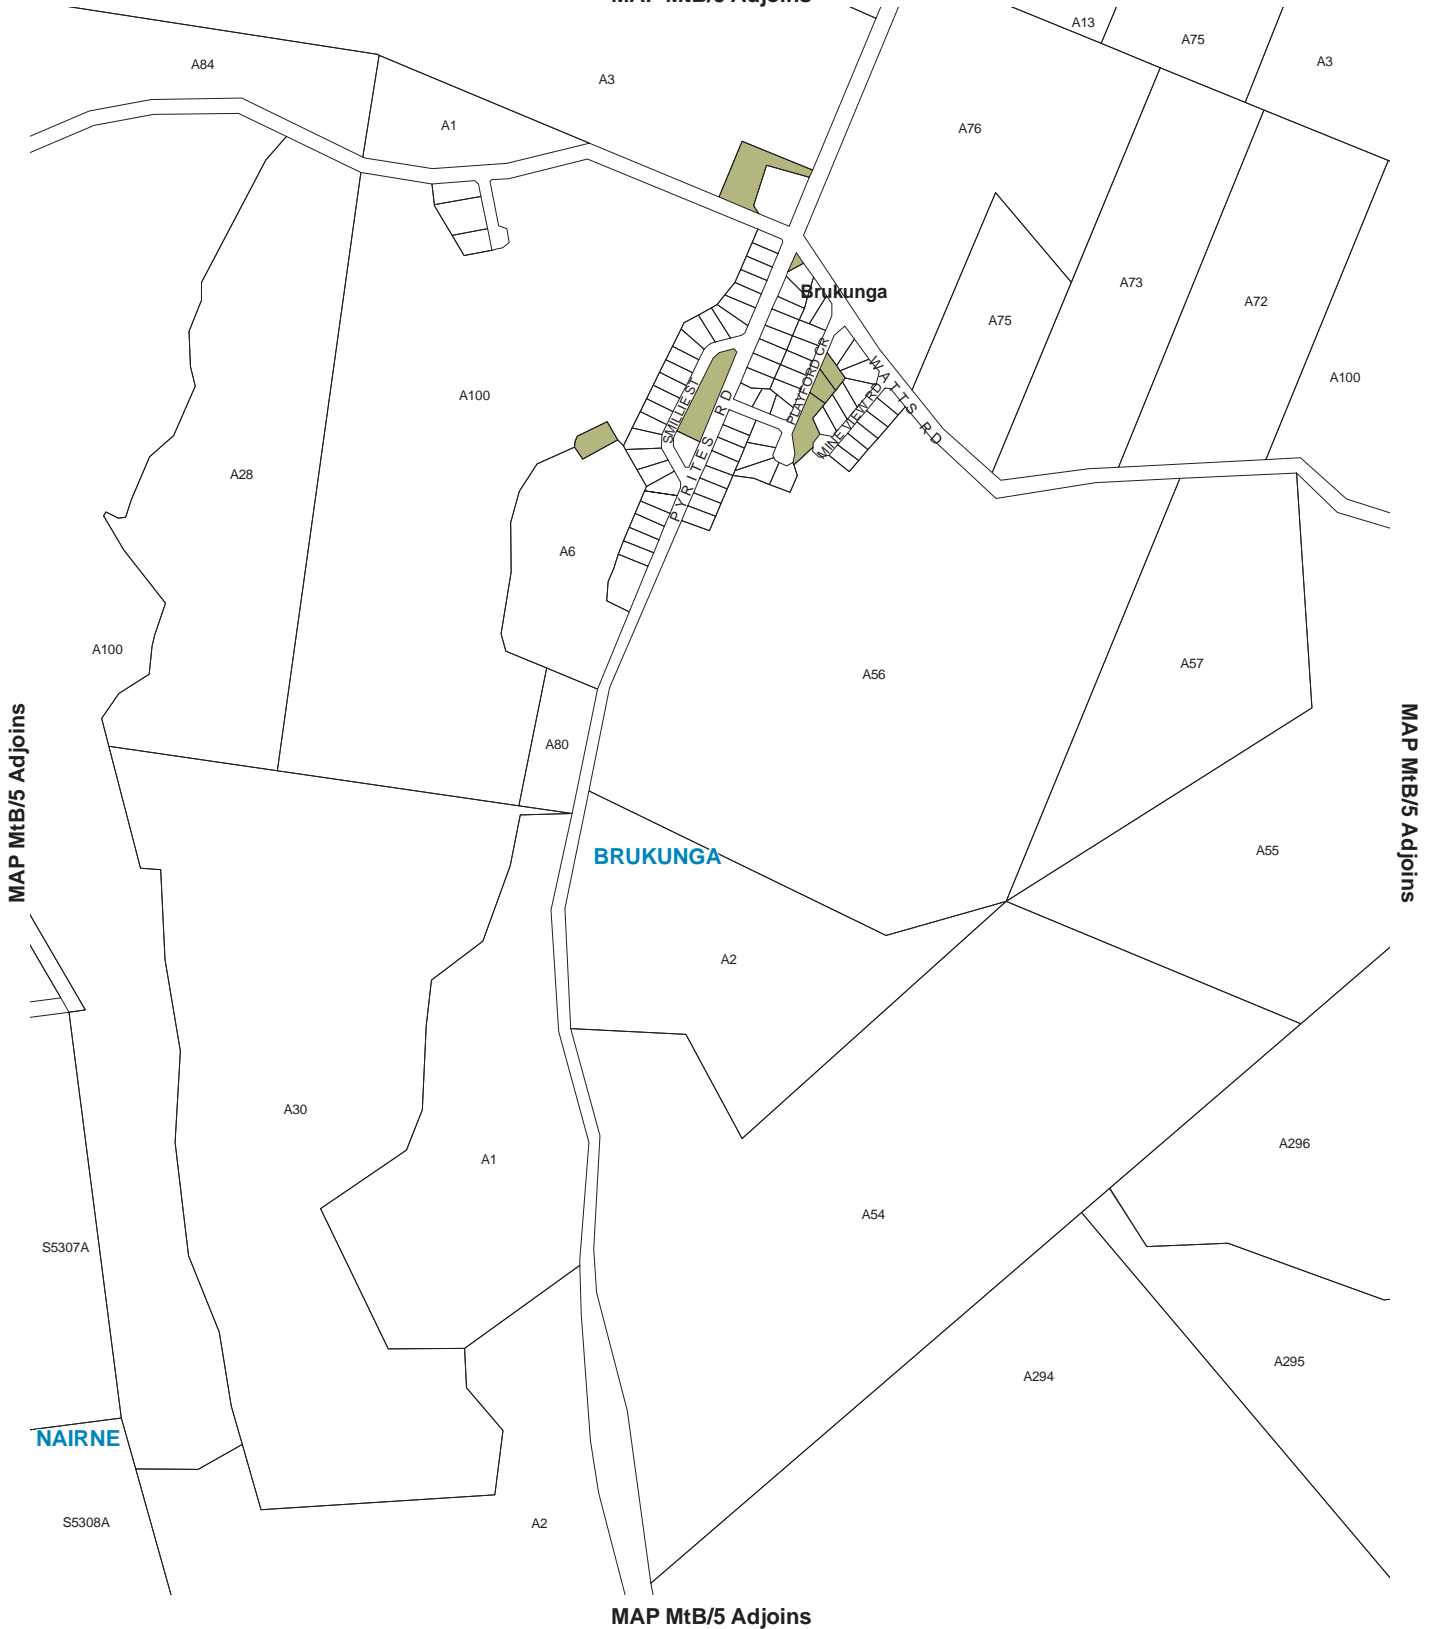 MAP MtB/5 Adjoins
A13
A75
A3
A84
A3
A1
A76
Brukunga
A73
A72
A75
A100
A100
WATTS RD
PLAYFORD CR
SMILLIE ST
MINE VIEW RD
PYRITES RD
A28
A6
A100
A56
A57
A80
MAP MtB/5 Adjoins
MAP MtB/5 Adjoins
BRUKUNGA
A55
A2
A30
A1
A296
A54
S5307A
A295
A294
NAIRNE
S5308A
A2
MAP MtB/5 Adjoins